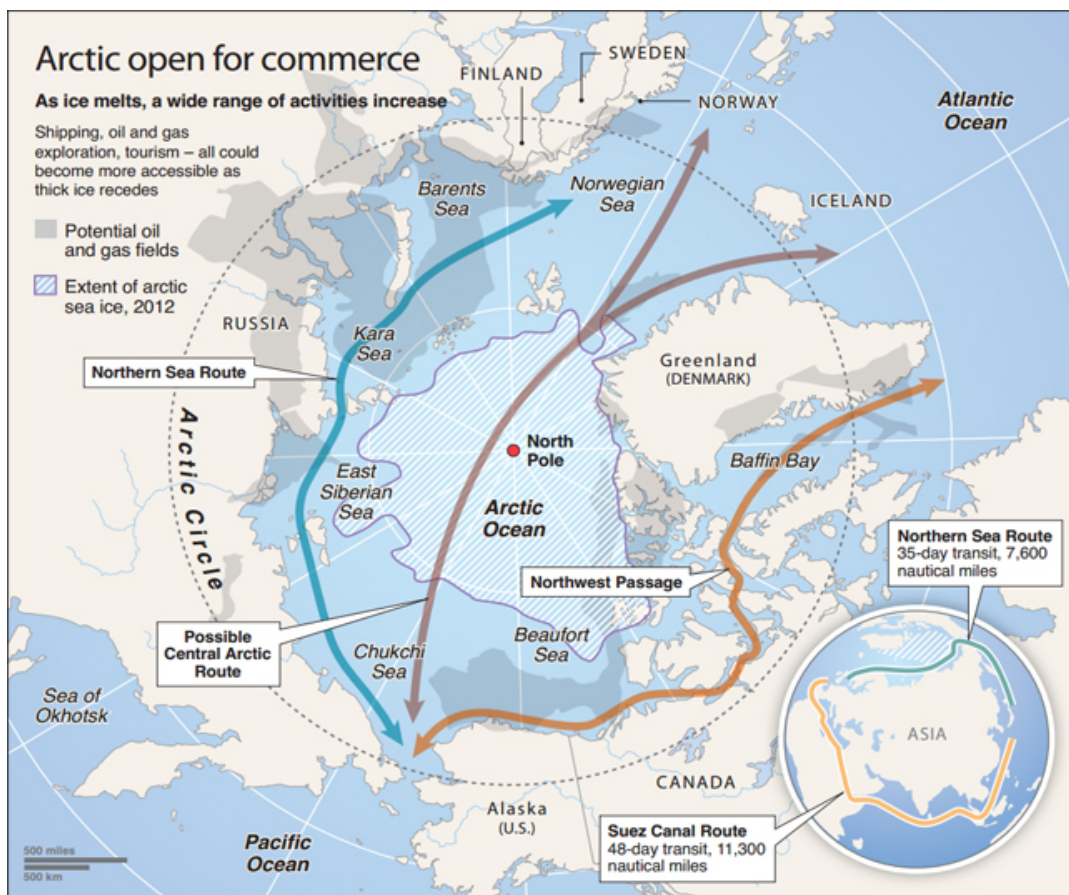 Arctic open for commerce
As ice melts, a wide range of activities increase
Shipping, oil and gas
exploration, tourism – all could
become more accessible as
thick ice recedes
Potential oil
and gas fields
Extent of arctic
sea ice, 2012
FINLAND
SWEDEN
NORWAY
Atlantic
Ocean
Barents
Sea
Norwegian
Sea
ICELAND
RUSSIA
Kara
Sea
Greenland
(DENMARK)
Northern Sea Route
Arctic Circle
North
Pole
Baffin Bay
East
Siberian
Sea
Arctic
Ocean
Northwest Passage
Northern Sea Route
35-day transit, 7,600
nautical miles
Possible
Central Arctic
Route
Chukchi
Sea
Beaufort
Sea
Sea of
Okhotsk
ASIA
CANADA
Alaska
(U.S.)
Suez Canal Route
48-day transit, 11,300
nautical miles
Pacific
Ocean
500 miles
500 km